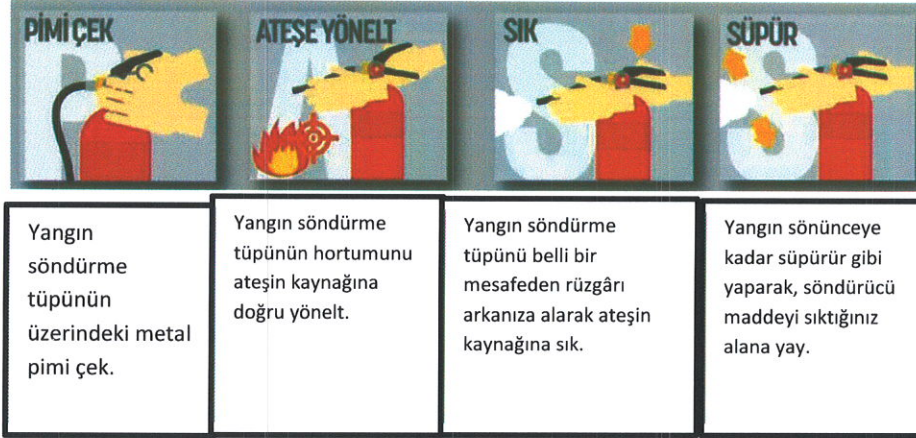 PİMİ ÇEK
ATEŞE YÖNELT
SIK
SÜPÜR
P
A
S
S
Yangın
söndürme
tüpünün
üzerindeki metal
pimi çek.
Yangın söndürme
tüpünün hortumunu
ateşin kaynağına
doğru yönelt.
Yangın söndürme
tüpünü belli bir
mesafeden rüzgârı
arkanıza alarak ateşin
kaynağına sık.
Yangın sönünceye
kadar süpürür gibi
yaparak, söndürücü
maddeyi sıktığınız
alana yay.